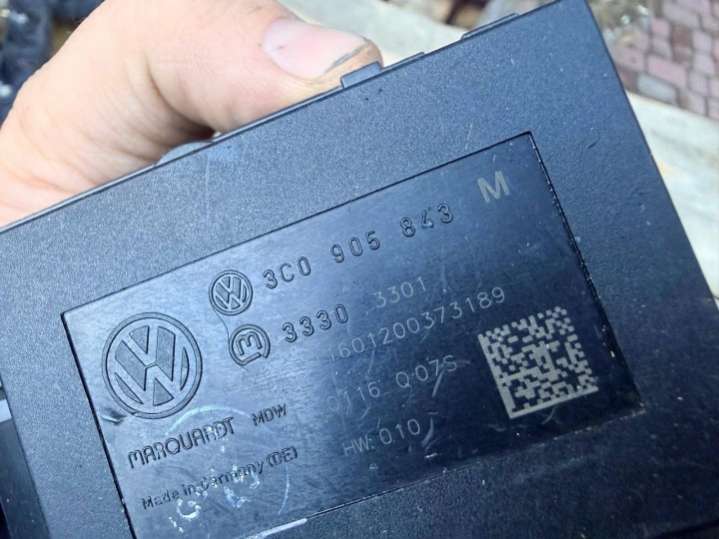 3C0 905 843 M
3330 3301
1601200373189
MARQUARDT MDW 0116 Q07S
Made in Germany (DE) HW:010